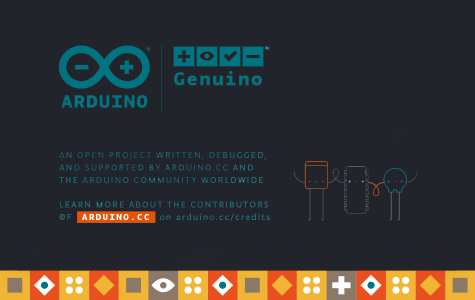 ARDUINO
Genuino
AN OPEN PROJECT WRITTEN, DEBUGGED,
AND SUPPORTED BY ARDUINO.CC AND
THE ARDUINO COMMUNITY WORLDWIDE
LEARN MORE ABOUT THE CONTRIBUTORS
OF ARDUINO.CC on arduino.cc/credits